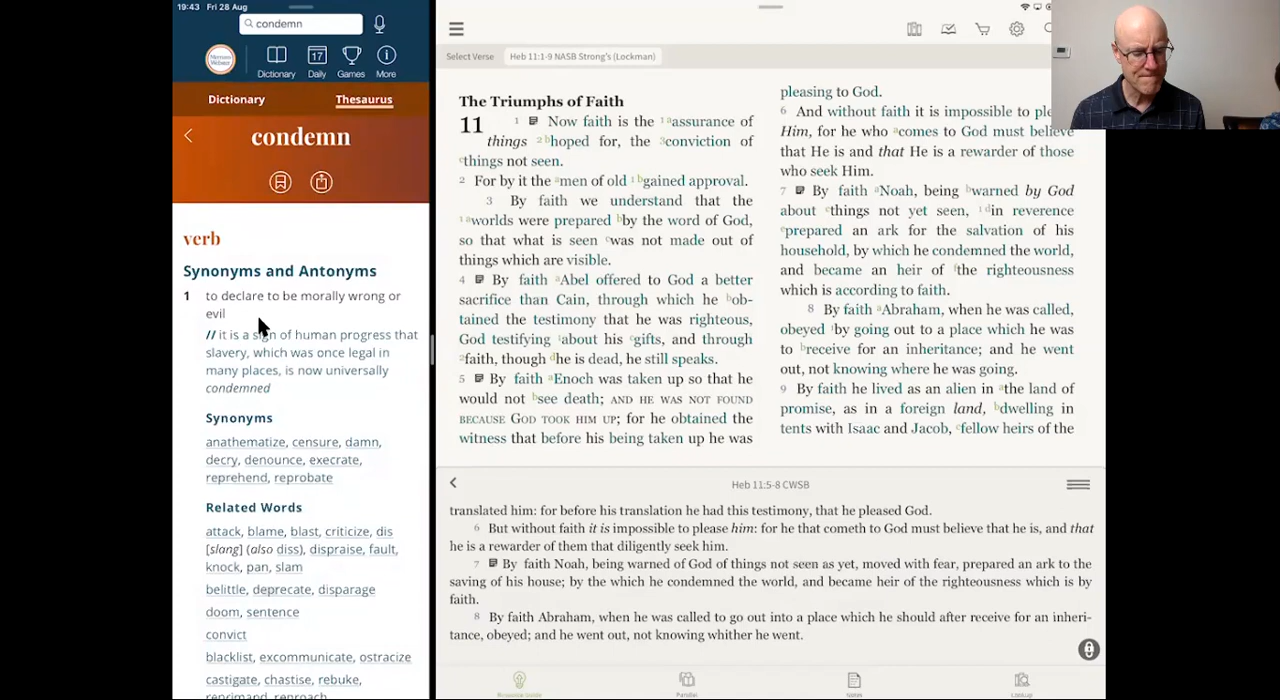 19:43 Fri 28 Aug
condemn
Merriam Webster
Dictionary
17
Daily
Games
More
Dictionary
Thesaurus
condemn
verb
Synonyms and Antonyms
1 to declare to be morally wrong or
evil
// it is a sign of human progress that
slavery, which was once legal in
many places, is now universally
condemned
Synonyms
anathematize, censure, damn,
decry, denounce, execrate,
reprehend, reprobate
Related Words
attack, blame, blast, criticize, dis
[slang] (also diss), dispraise, fault,
knock, pan, slam
belittle, deprecate, disparage
doom, sentence
convict
blacklist, excommunicate, ostracize
castigate, chastise, rebuke,
reprimand, reproach
Select Verse
Heb 11:1-9 NASB Strong's (Lockman)
The Triumphs of Faith
11 1 Now faith is the 1a assurance of
things 2b hoped for, the 3 conviction of
c things not seen.
2 For by it the a men of old 1b gained approval.
3 By faith we understand that the
1a worlds were prepared b by the word of God,
so that what is seen c was not made out of
things which are visible.
4 By faith a Abel offered to God a better
sacrifice than Cain, through which he b ob-
tained the testimony that he was righteous,
God testifying 1 about his c gifts, and through
2 faith, though d he is dead, he still speaks.
5 By faith a Enoch was taken up so that he
would not b see death; AND HE WAS NOT FOUND
BECAUSE GOD TOOK HIM UP; for he obtained the
witness that before his being taken up he was
pleasing to God.
6 And without faith it is impossible to
Him, for he who a comes to God must believe
that He is and that He is a rewarder of those
who seek Him.
7 By faith a Noah, being b warned by God
about c things not yet seen, 1d in reverence
e prepared an ark for the salvation of his
household, by which he condemned the world,
and became an heir of f the righteousness
which is according to faith.
8 By faith a Abraham, when he was called,
obeyed 1 by going out to a place which he was
to b receive for an inheritance; and he went
out, not knowing where he was going.
9 By faith he lived as an alien in a the land of
promise, as in a foreign land, b dwelling in
tents with Isaac and Jacob, c fellow heirs of the
Heb 11:5-8 CWSB
translated him: for before his translation he had this testimony, that he pleased God.
6 But without faith it is impossible to please him: for he that cometh to God must believe that he is, and that
he is a rewarder of them that diligently seek him.
7 By faith Noah, being warned of God of things not seen as yet, moved with fear, prepared an ark to the
saving of his house; by the which he condemned the world, and became heir of the righteousness which is by
faith.
8 By faith Abraham, when he was called to go out into a place which he should after receive for an inheri-
tance, obeyed; and he went out, not knowing whither he went.
Resource Guide
Parallel
Notes
Lookup